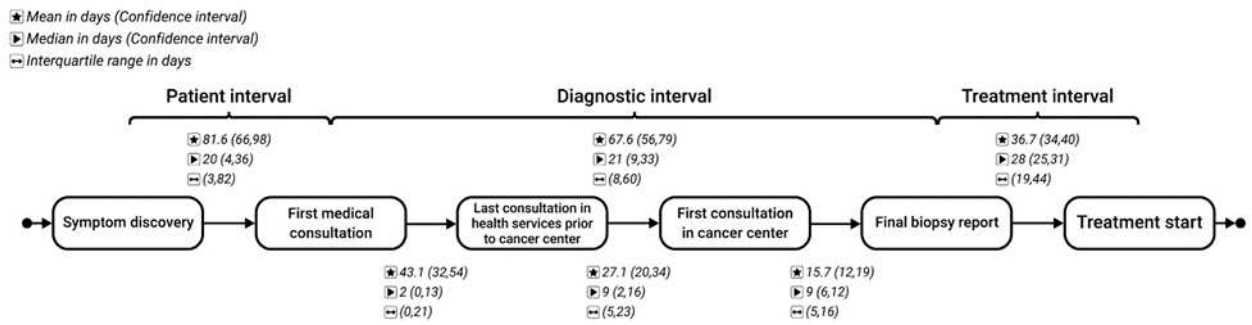 Mean in days (Confidence interval)
Median in days (Confidence interval)
Interquartile range in days
Patient interval
Diagnostic interval
Treatment interval
81.6 (66,98)
20 (4,36)
(3,82)
67.6 (56,79)
21 (9,33)
(8,60)
36.7 (34,40)
28 (25,31)
(19,44)
Symptom discovery
First medical
consultation
Last consultation in
health services prior
to cancer center
First consultation
in cancer center
Final biopsy report
Treatment start
43.1 (32,54)
2 (0,13)
(0,21)
27.1 (20,34)
9 (2,16)
(5,23)
15.7 (12,19)
9 (6,12)
(5,16)